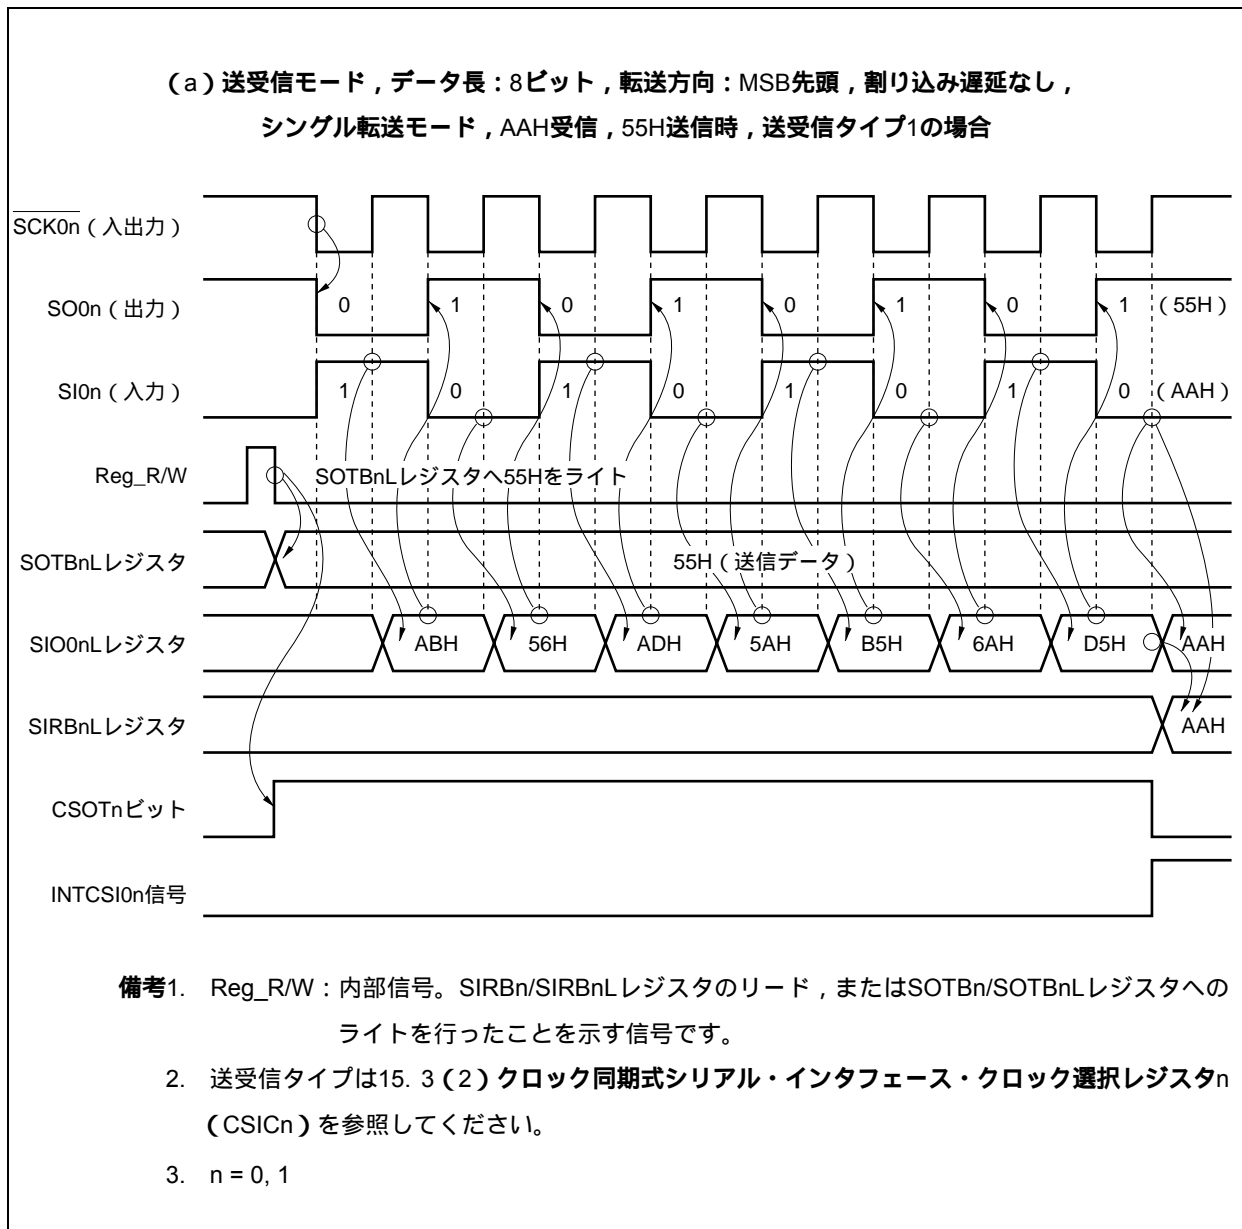 （a）送受信モード，データ長：8ビット，転送方向：MSB先頭，割り込み遅延なし，
シングル転送モード，AAH受信，55H送信時，送受信タイプ1の場合
SCK0n（入出力）
SO0n（出力） 0 1 0 1 0 1 0 1 （55H）
SI0n（入力） 1 0 1 0 1 0 1 0 （AAH）
Reg_R/W SOTBnLレジスタへ55Hをライト
SOTBnLレジスタ 55H（送信データ）
SIO0nLレジスタ ABH 56H ADH 5AH B5H 6AH D5H AAH
SIRBnLレジスタ AAH
CSOTnビット
INTCSI0n信号
備考1. Reg_R/W：内部信号。SIRBn/SIRBnLレジスタのリード，またはSOTBn/SOTBnLレジスタへの
ライトを行ったことを示す信号です。
2. 送受信タイプは15. 3（2）クロック同期式シリアル・インタフェース・クロック選択レジスタn
（CSICn）を参照してください。
3. n = 0, 1